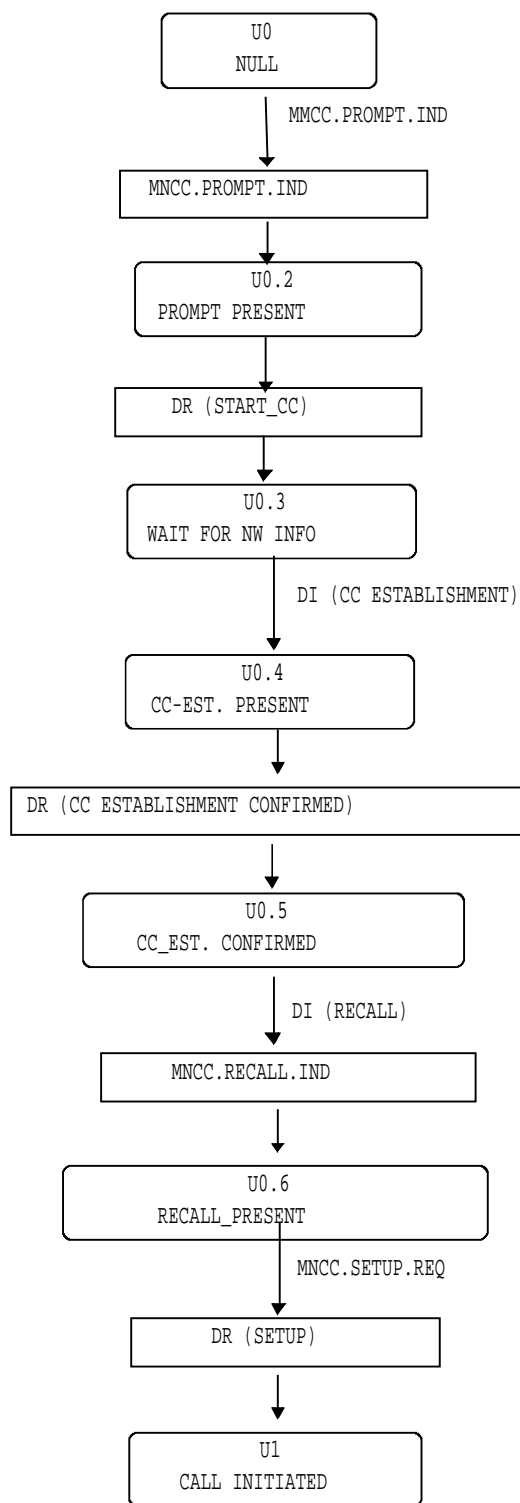 U0
NULL
MMCC.PROMPT.IND
MNCC.PROMPT.IND
U0.2
PROMPT PRESENT
DR (START_CC)
U0.3
WAIT FOR NW INFO
DI (CC ESTABLISHMENT)
U0.4
CC-EST. PRESENT
DR (CC ESTABLISHMENT CONFIRMED)
U0.5
CC_EST. CONFIRMED
DI (RECALL)
MNCC.RECALL.IND
U0.6
RECALL_PRESENT
MNCC.SETUP.REQ
DR (SETUP)
U1
CALL INITIATED